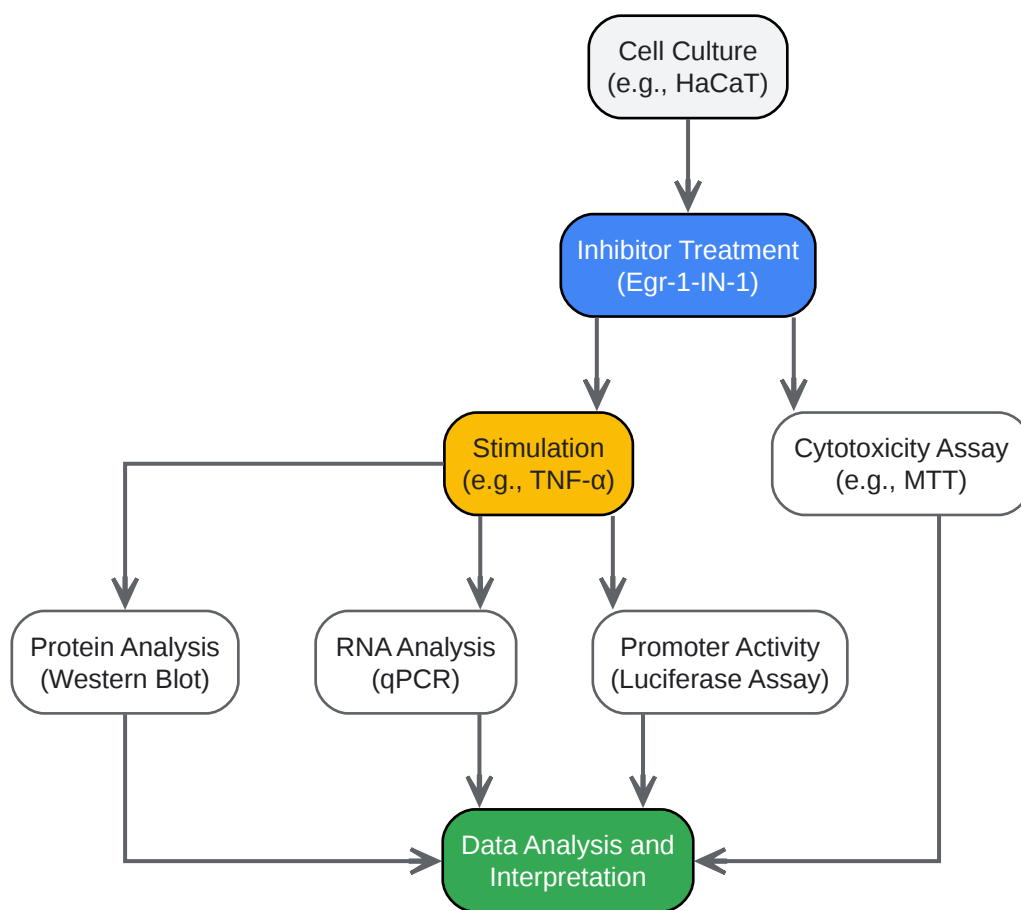 Cell Culture
(e.g., HaCaT)
Inhibitor Treatment
(Egr-1-IN-1)
Stimulation
(e.g., TNF-α)
Cytotoxicity Assay
(e.g., MTT)
Protein Analysis
(Western Blot)
RNA Analysis
(qPCR)
Promoter Activity
(Luciferase Assay)
Data Analysis and
Interpretation